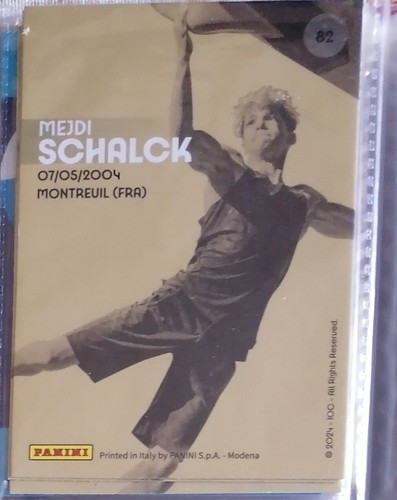 82
MEJDI
SCHALCK
07/05/2004
MONTREUIL (FRA)
© 2024 - IOC - All Rights Reserved.
PANINI Printed in Italy by PANINI S.p.A. - Modena